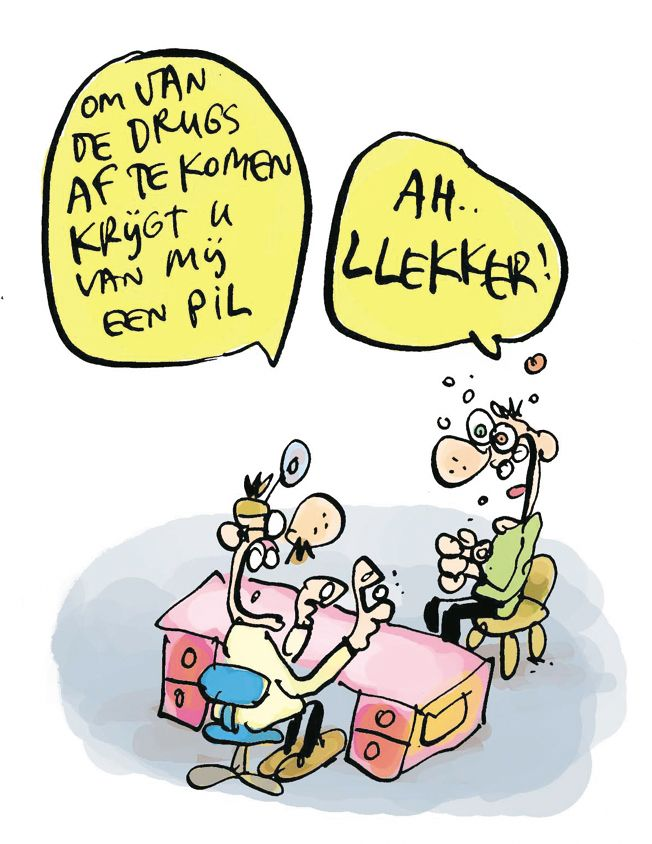 OM VAN
DE DRUGS
AF TE KOMEN
KRIJGT U
VAN MIJ
EEN PIL
AH..
LLEKKER!